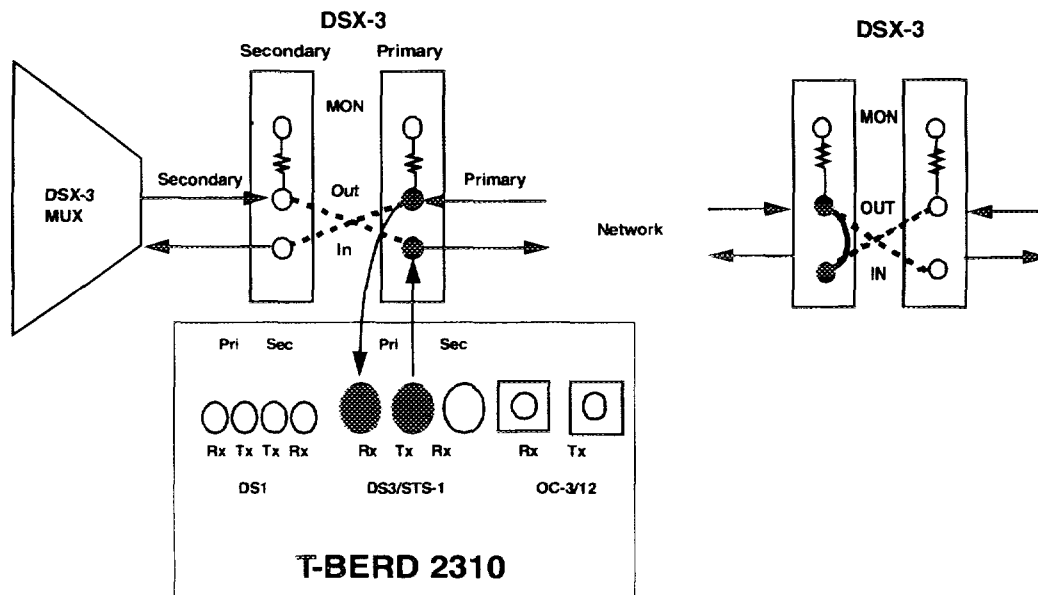 DSX-3
DSX-3
Secondary
Primary
MON
MON
DSX-3
MUX
Secondary
Out
Primary
OUT
Network
In
IN
Pri
Sec
Pri
Sec
Rx
Tx
Tx
Rx
Rx
Tx
Rx
Rx
Tx
DS1
DS3/STS-1
OC-3/12
T-BERD 2310